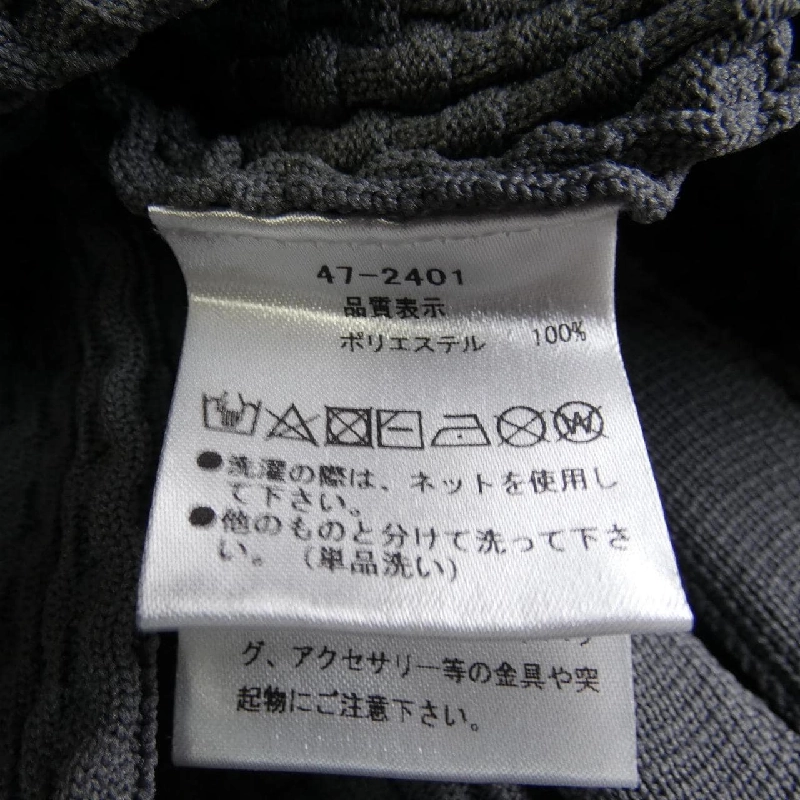 47-2401
品質表示
ポリエステル 100%
●洗濯の際は、ネットを使用し
て下さい。
●他のものと分けて洗って下さ
い。(単品洗い)
グ、アクセサリー等の金具や突
起物にご注意下さい。